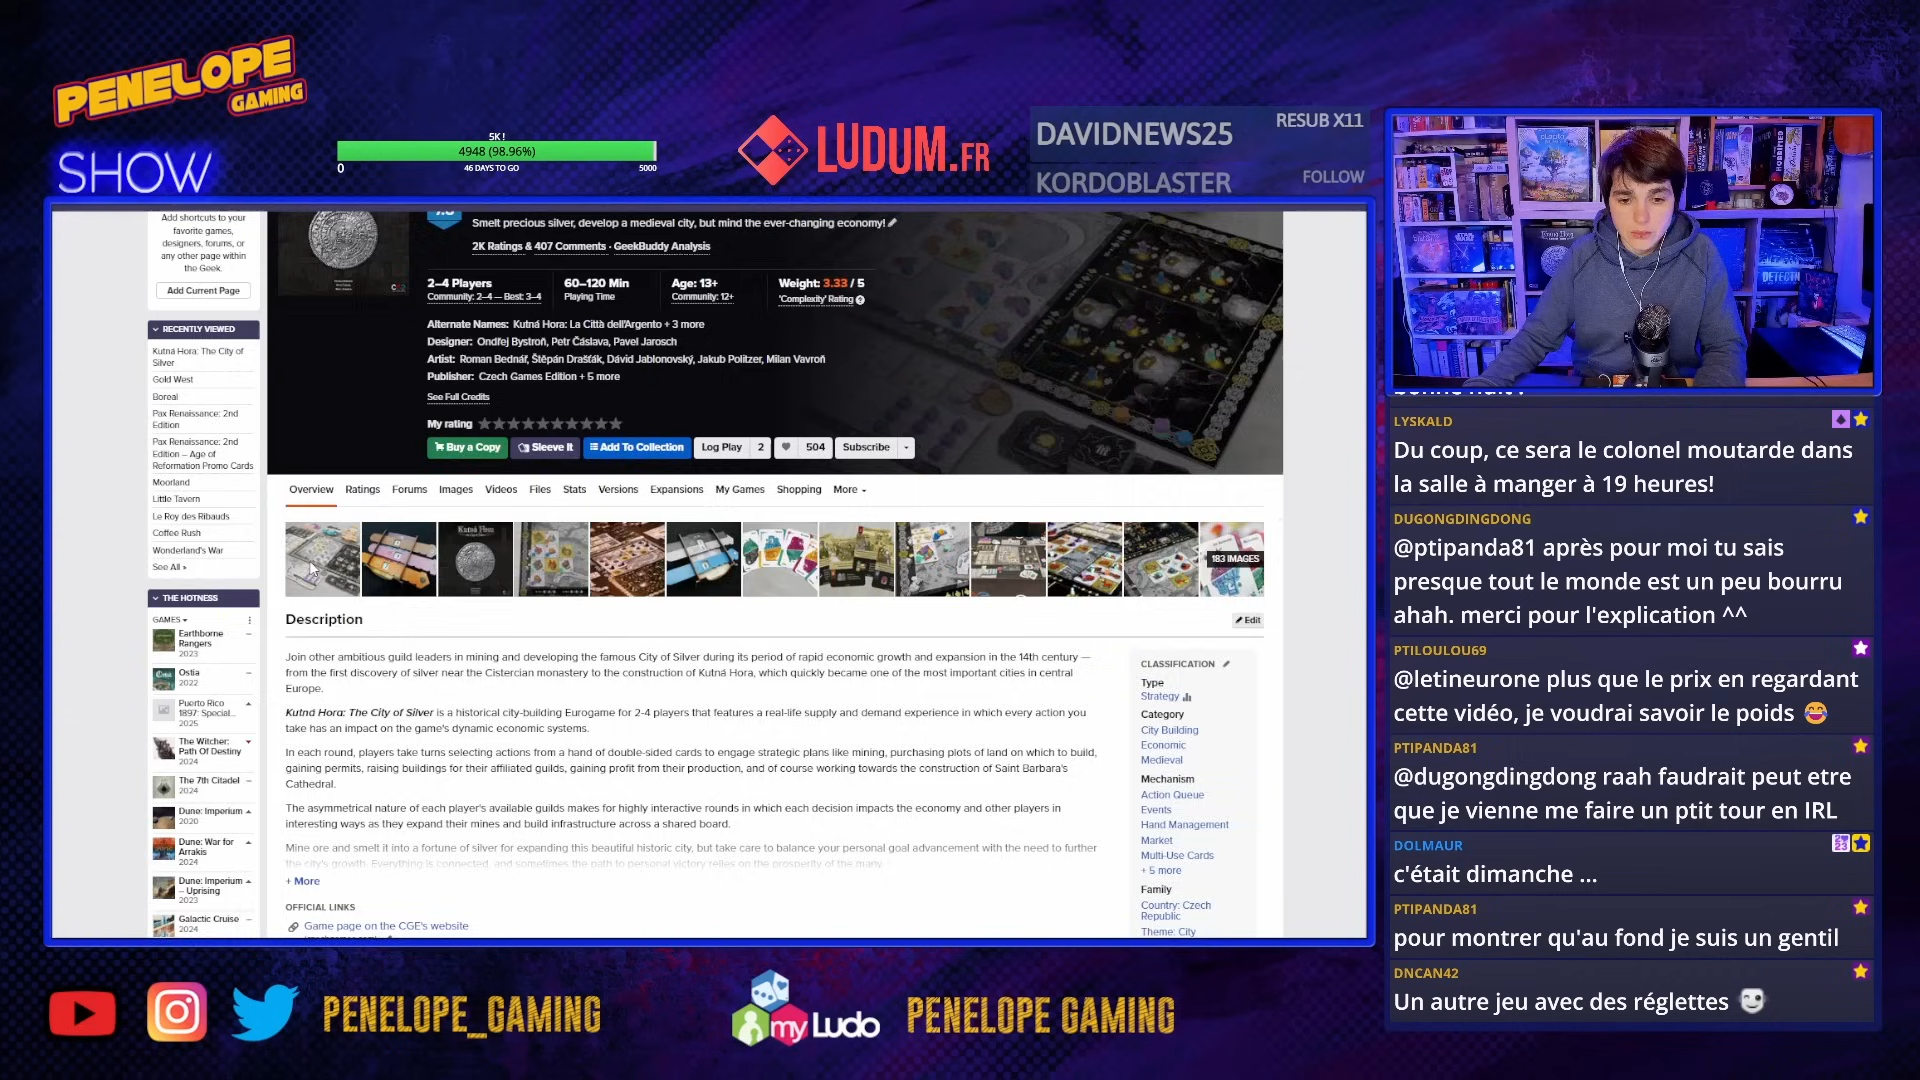 PENELOPE
GAMING
SHOW
5K !
4948 (98.96%)
0
46 DAYS TO GO
5000
LUDUM.FR
DAVIDNEWS25
RESUB X11
KORDOBLASTER
FOLLOW
Add shortcuts to your
favorite games,
designers, forums, or
any other page within
the Geek.
Add Current Page
RECENTLY VIEWED
Kutná Hora: The City of
Silver
Gold West
Boreal
Pax Renaissance: 2nd
Edition
Pax Renaissance: 2nd
Edition – Age of
Reformation Promo Cards
Moorland
Little Tavern
Le Roy des Ribauds
Coffee Rush
Wonderland's War
See All »
THE HOTNESS
GAMES
Earthborne
Rangers
2023
Ostia
2022
Puerto Rico
1897: Special...
2025
The Witcher:
Path Of Destiny
2024
The 7th Citadel
2024
Dune: Imperium
2020
Dune: War for
Arrakis
2024
Dune: Imperium
– Uprising
2023
Galactic Cruise
2024
Smelt precious silver, develop a medieval city, but mind the ever-changing economy!
2K Ratings & 407 Comments · GeekBuddy Analysis
2–4 Players
Community: 2–4 — Best: 3–4
60–120 Min
Playing Time
Age: 13+
Community: 12+
Weight: 3.33 / 5
'Complexity' Rating
Alternate Names: Kutná Hora: La Città dell'Argento + 3 more
Designer: Ondřej Bystroň, Petr Čáslava, Pavel Jarosch
Artist: Roman Bednář, Štěpán Drašťák, Dávid Jablonovský, Jakub Politzer, Milan Vavroň
Publisher: Czech Games Edition + 5 more
See Full Credits
My rating
Buy a Copy
Sleeve It
Add To Collection
Log Play
2
504
Subscribe
Overview Ratings Forums Images Videos Files Stats Versions Expansions My Games Shopping More
Kutná Hora
183 IMAGES
Description
Edit
Join other ambitious guild leaders in mining and developing the famous City of Silver during its period of rapid economic growth and expansion in the 14th century —
from the first discovery of silver near the Cistercian monastery to the construction of Kutná Hora, which quickly became one of the most important cities in central
Europe.
Kutná Hora: The City of Silver is a historical city-building Eurogame for 2-4 players that features a real-life supply and demand experience in which every action you
take has an impact on the game's dynamic economic systems.
In each round, players take turns selecting actions from a hand of double-sided cards to engage strategic plans like mining, purchasing plots of land on which to build,
gaining permits, raising buildings for their affiliated guilds, gaining profit from their production, and of course working towards the construction of Saint Barbara's
Cathedral.
The asymmetrical nature of each player's available guilds makes for highly interactive rounds in which each decision impacts the economy and other players in
interesting ways as they expand their mines and build infrastructure across a shared board.
Mine ore and smelt it into a fortune of silver for expanding this beautiful historic city, but take care to balance your personal goal advancement with the need to further
the city's growth. Everything is connected, and sometimes the path to personal victory relies on the prosperity of the many.
+ More
OFFICIAL LINKS
Game page on the CGE's website
CLASSIFICATION
Type
Strategy
Category
City Building
Economic
Medieval
Mechanism
Action Queue
Events
Hand Management
Market
Multi-Use Cards
+ 5 more
Family
Country: Czech
Republic
Theme: City
LYSKALD
Du coup, ce sera le colonel moutarde dans
la salle à manger à 19 heures!
DUGONGDINGDONG
@ptipanda81 après pour moi tu sais
presque tout le monde est un peu bourru
ahah. merci pour l'explication ^^
PTILOULOU69
@letineurone plus que le prix en regardant
cette vidéo, je voudrai savoir le poids 😂
PTIPANDA81
@dugongdingdong raah faudrait peut etre
que je vienne me faire un ptit tour en IRL
DOLMAUR
c'était dimanche ...
PTIPANDA81
pour montrer qu'au fond je suis un gentil
DNCAN42
Un autre jeu avec des réglettes
PENELOPE_GAMING
my Ludo
PENELOPE GAMING